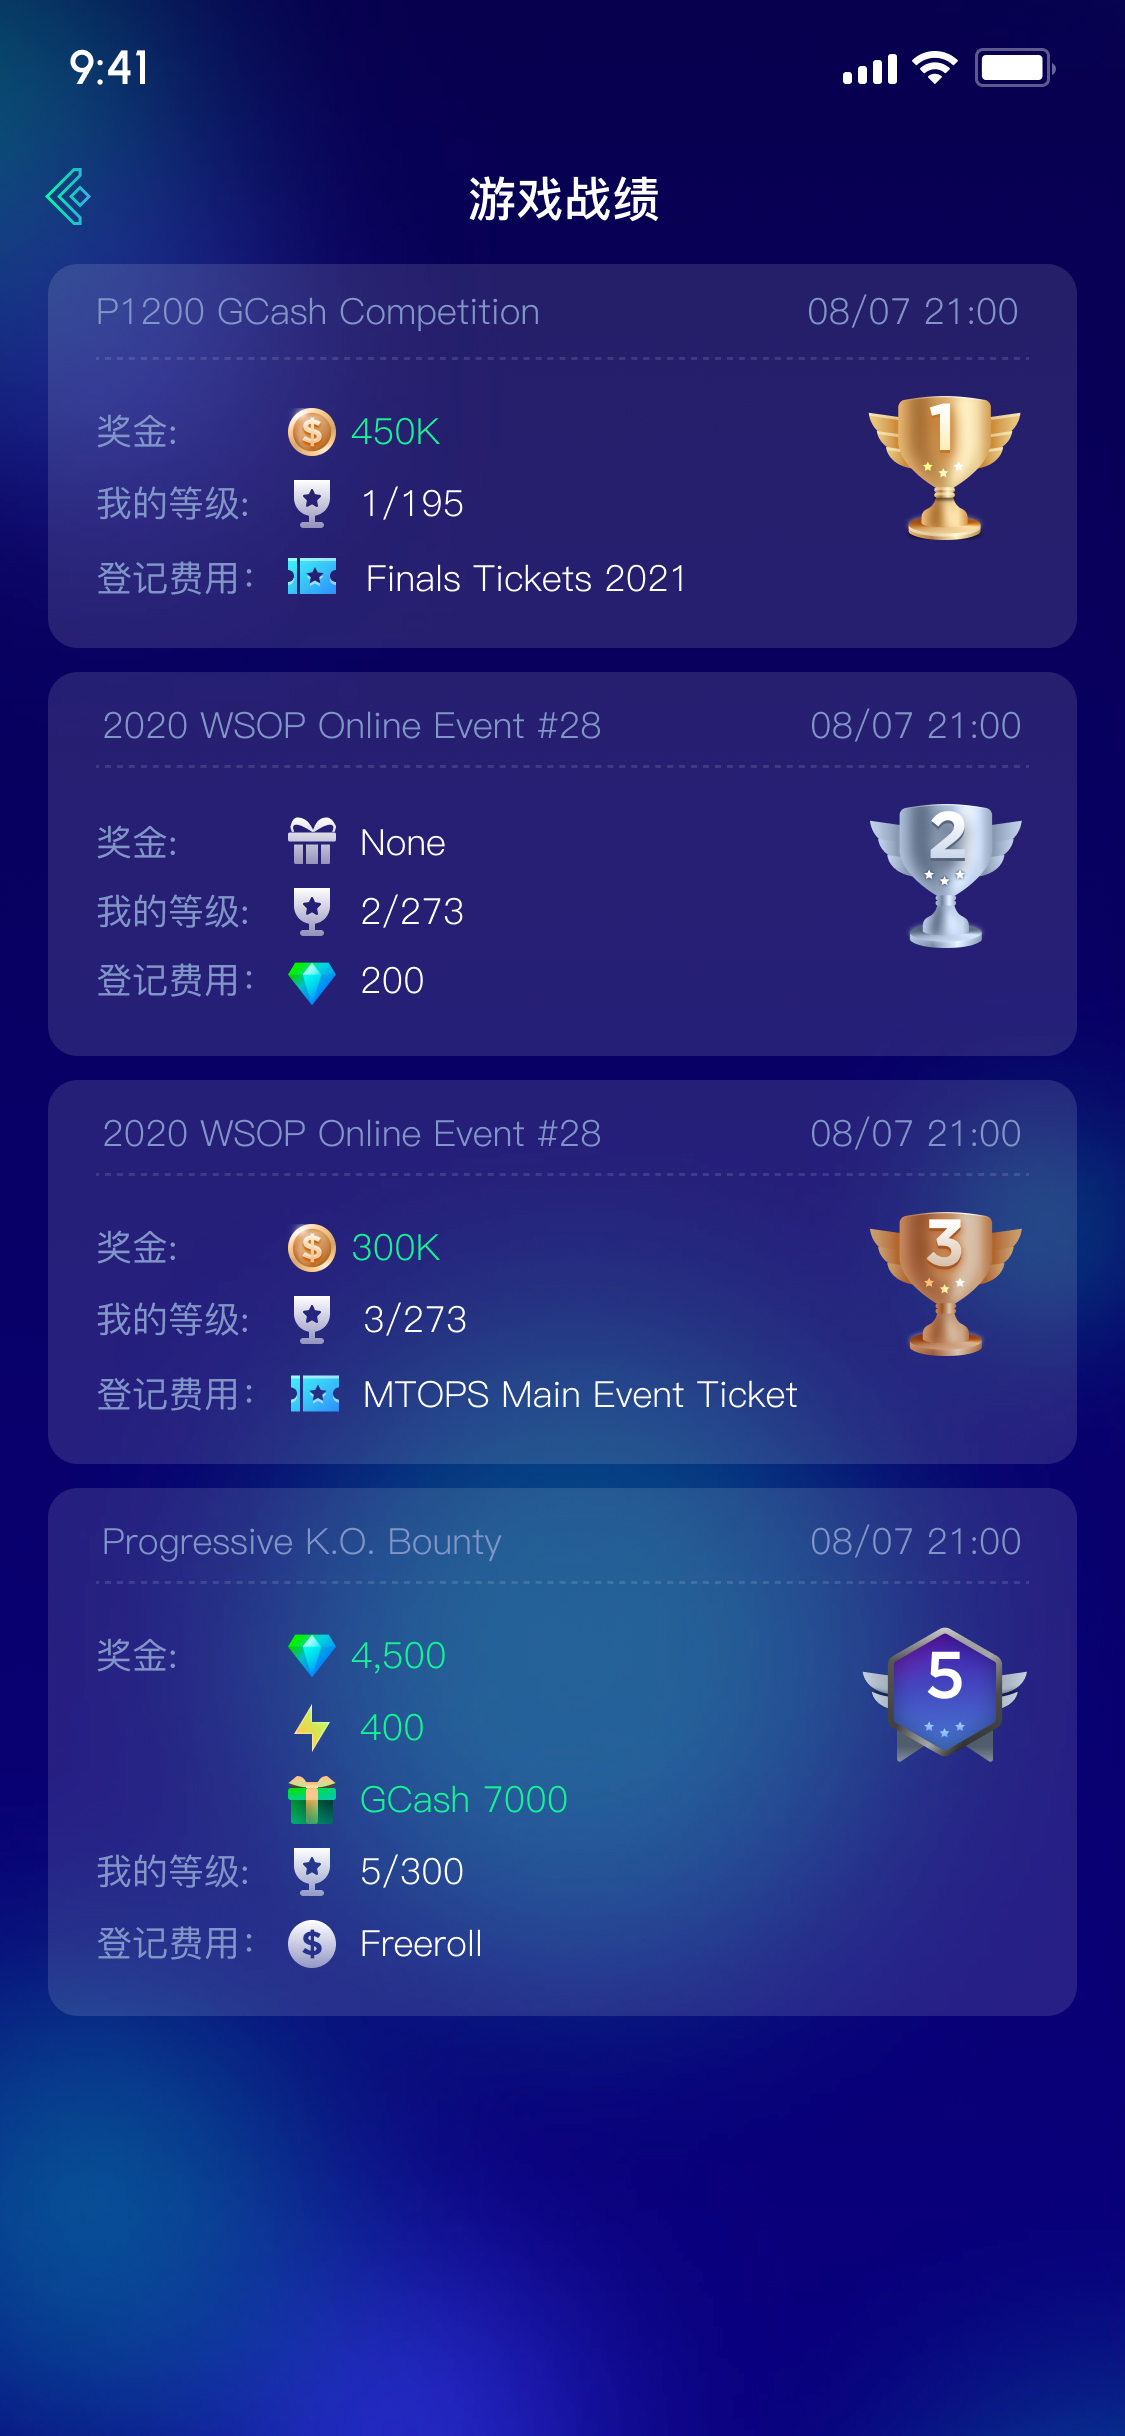 9:41
游戏战绩
P1200 GCash Competition 08/07 21:00
奖金: $ 450K
1
我的等级: 1/195
登记费用: Finals Tickets 2021
2020 WSOP Online Event #28 08/07 21:00
奖金: None
2
我的等级: 2/273
登记费用: 200
2020 WSOP Online Event #28 08/07 21:00
奖金: $ 300K
3
我的等级: 3/273
登记费用: MTOPS Main Event Ticket
Progressive K.O. Bounty 08/07 21:00
奖金: 4,500
5
400
GCash 7000
我的等级: 5/300
登记费用: $ Freeroll